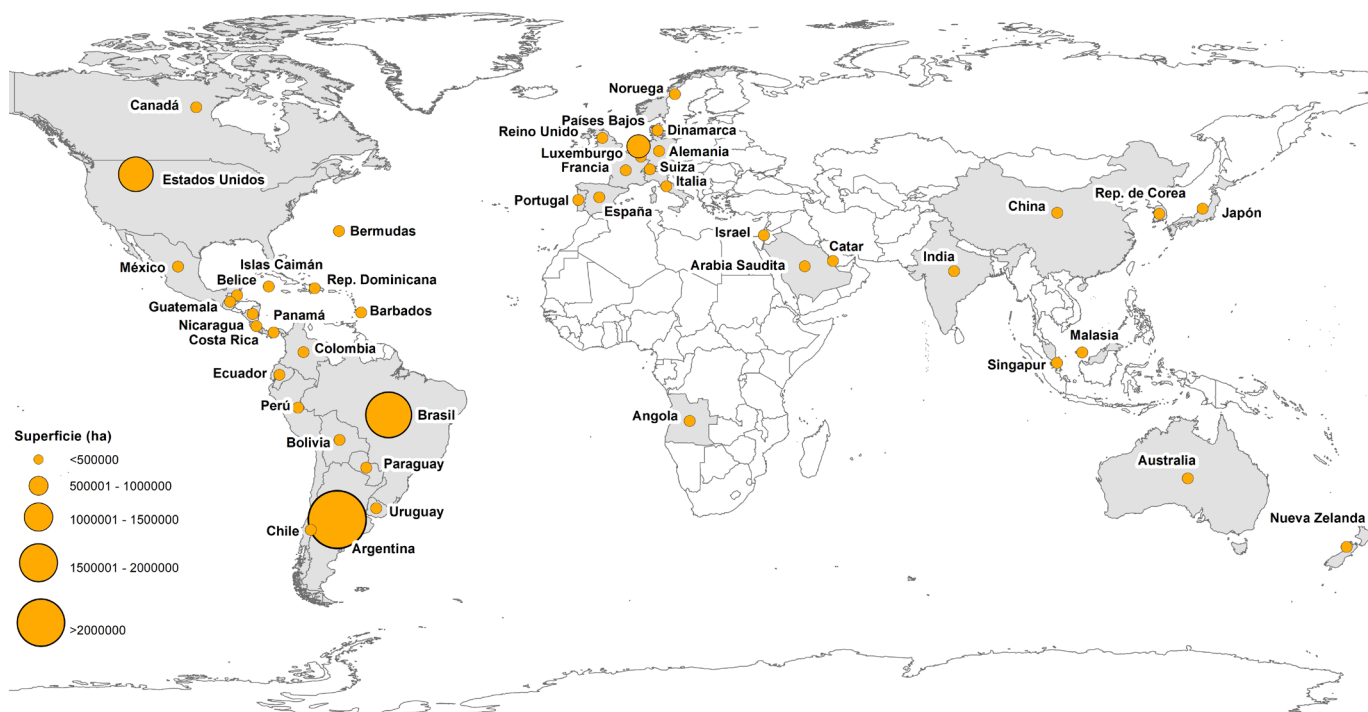 Canadá
Estados Unidos
Bermudas
México
Islas Caimán
Belice
Rep. Dominicana
Guatemala
Panamá
Barbados
Nicaragua
Costa Rica
Colombia
Ecuador
Perú
Brasil
Bolivia
Paraguay
Uruguay
Chile
Argentina
Noruega
Países Bajos
Reino Unido
Dinamarca
Luxemburgo
Alemania
Francia
Suiza
Italia
Portugal
España
Israel
Catar
Arabia Saudita
Angola
China
Rep. de Corea
Japón
India
Malasia
Singapur
Australia
Nueva Zelanda
Superficie (ha)
<500000
500001 - 1000000
1000001 - 1500000
1500001 - 2000000
>2000000